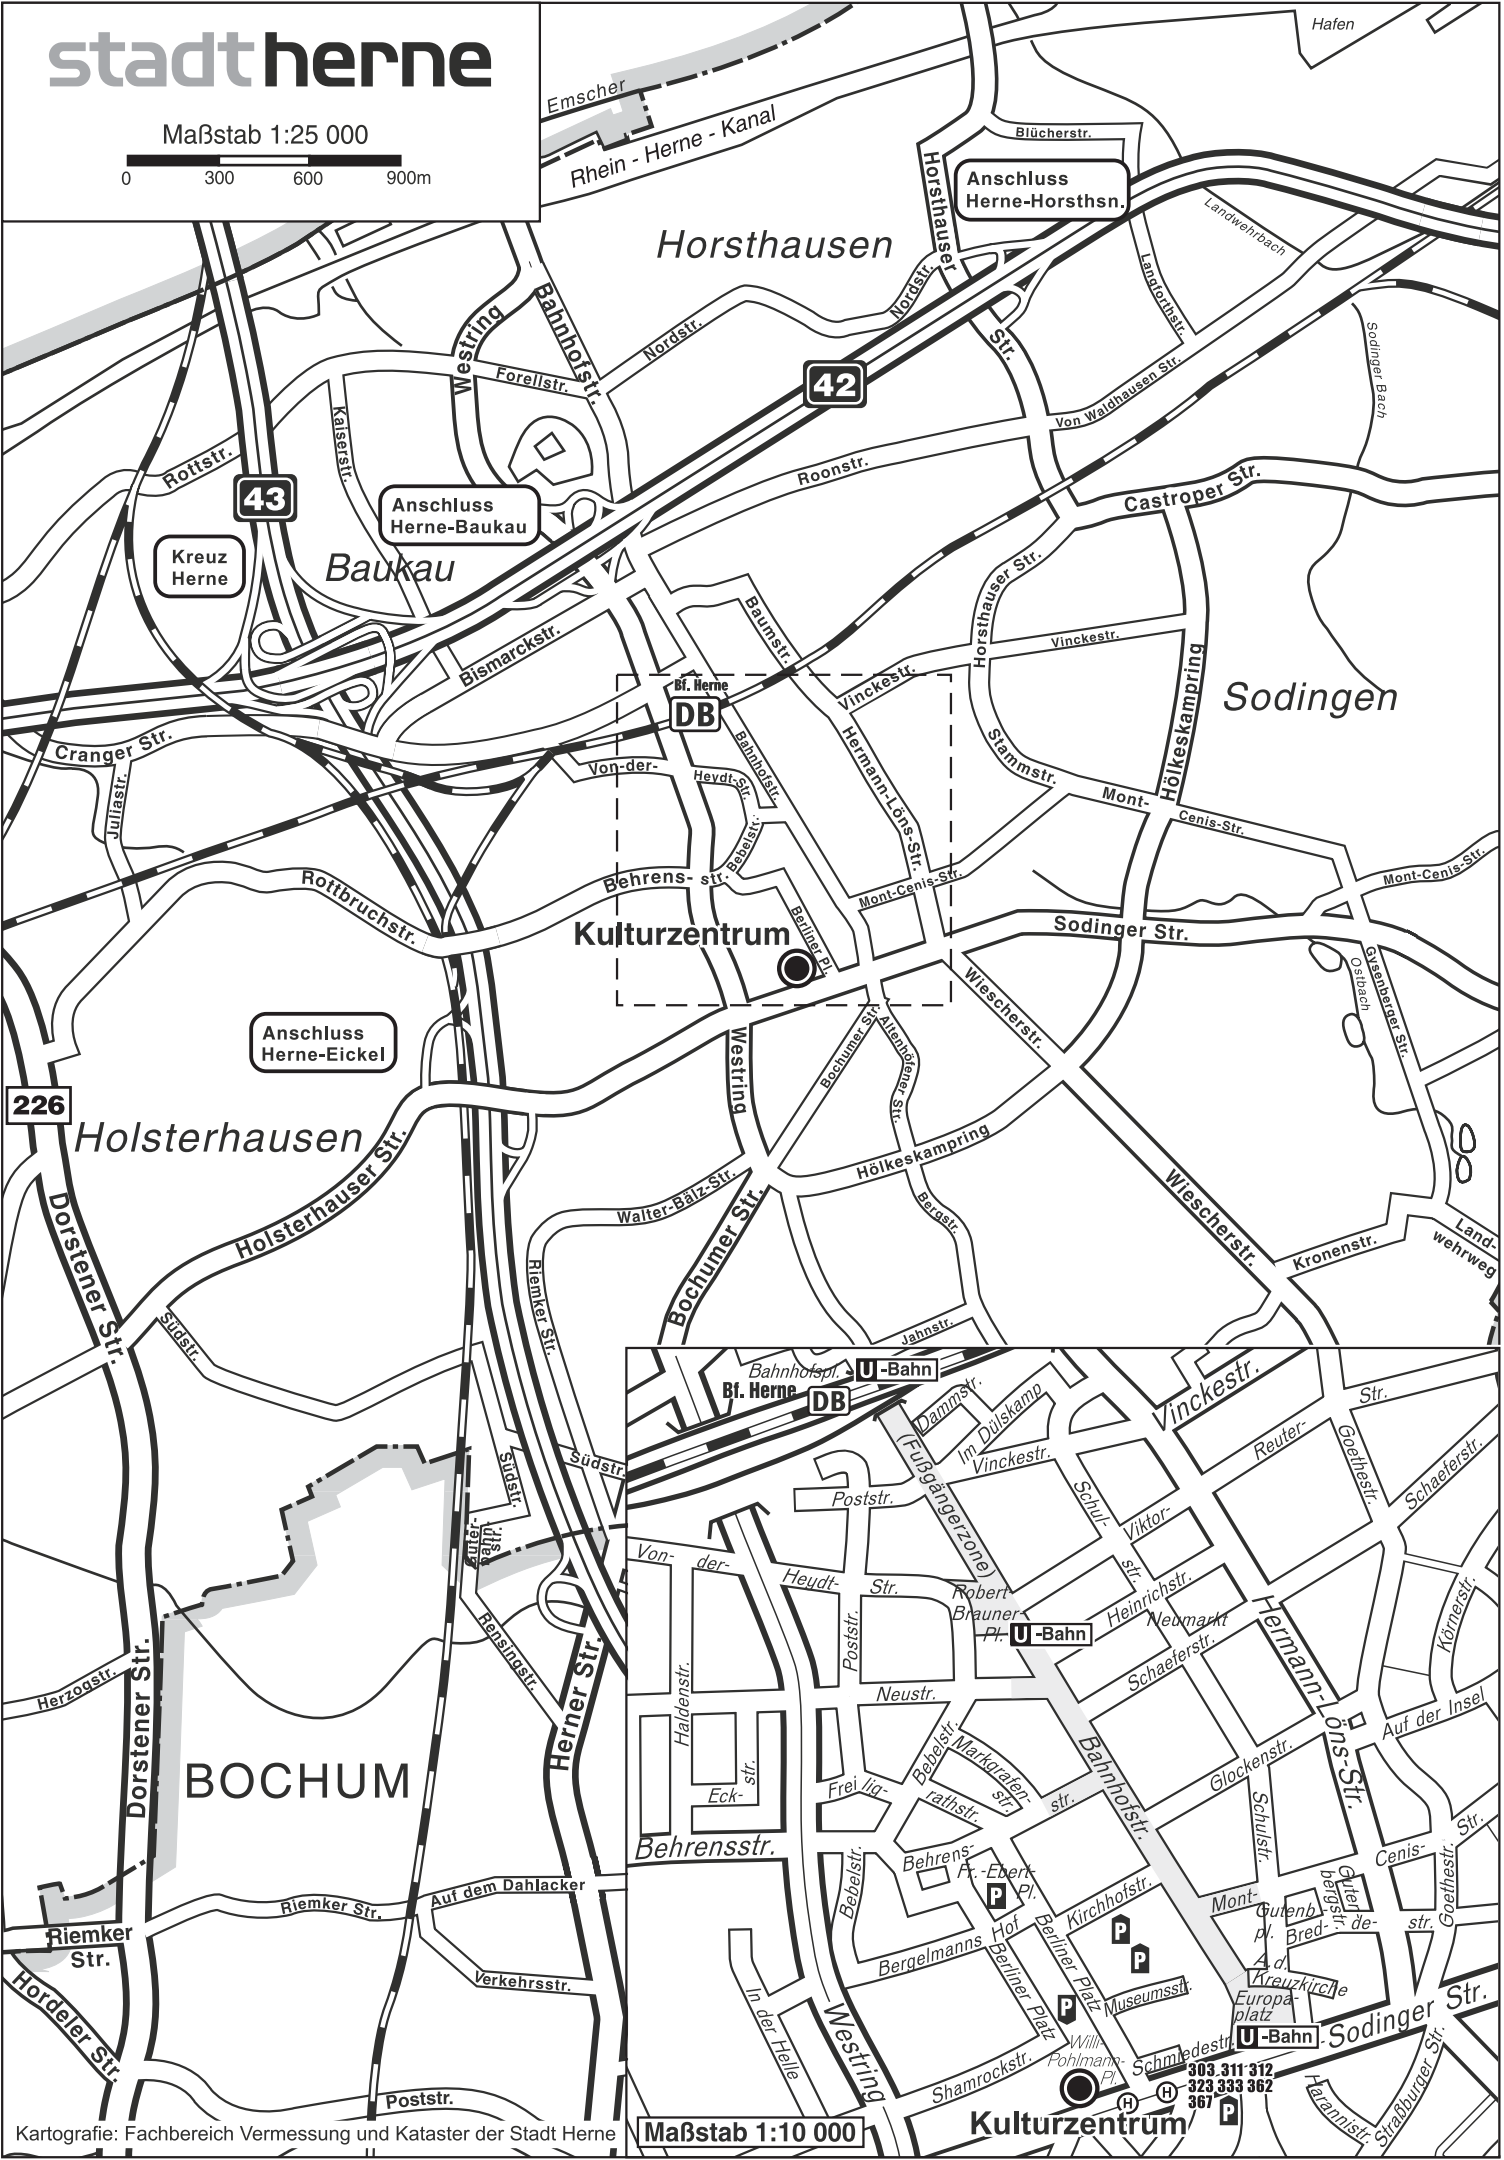 stadtherne
Maßstab 1:25 000
0 300 600 900m
Hafen
Emscher
Rhein - Herne - Kanal
Blücherstr.
Anschluss
Herne-Horsthsn.
Horsthauser
Str.
Landwehrbach
Horsthausen
Langforthstr.
Nordstr.
Nordstr.
Westring
Bahnhofstr.
Forellstr.
Sodinger Bach
42
Von Waldhausen Str.
Kaiserstr.
Rottstr.
Roonstr.
Castroper Str.
43
Anschluss
Herne-Baukau
Kreuz
Herne
Baukau
Horsthauser Str.
Baumstr.
Vinckestr.
Bismarckstr.
Vinckestr.
Hölkeskampring
Sodingen
Bf. Herne
DB
Cranger Str.
Juliastr.
Von-der-
Heydt-Str.
Bahnhofstr.
Hermann-Löns-Str.
Stammstr.
Mont-
Cenis-Str.
Bebelstr.
Behrens- str.
Rottbruchstr.
Mont-Cenis-Str.
Mont-Cenis-Str.
Berliner Pl.
Kulturzentrum
Sodinger Str.
Gysenberger Str.
Ostbach
Wiescherstr.
Anschluss
Herne-Eickel
Bochumer Str.
Altenhöfener Str.
Westring
226
Holsterhausen
Holsterhauser Str.
Hölkeskampring
Walter-Bälz-Str.
Bergstr.
Bochumer Str.
Wiescherstr.
Kronenstr.
Land-
wehrweg
Dorstener Str.
Riemker Str.
Südstr.
Jahnstr.
Südstr.
Südstr.
Güter-
bahn-
str.
Rensingstr.
Herner Str.
Herzogstr.
Dorstener Str.
BOCHUM
Riemker Str.
Auf dem Dahlacker
Riemker
Str.
Verkehrsstr.
Hordeler Str.
Poststr.
Kartografie: Fachbereich Vermessung und Kataster der Stadt Herne
Bahnhofspl.
U -Bahn
Bf. Herne
DB
Dammstr.
Im Dülskamp
Vinckestr.
Vinckestr.
Str.
Reuter-
Goethestr.
Schaeferstr.
(Fußgängerzone)
Poststr.
Schul-
str.
Viktor-
Von- der-
Heydt- Str.
Robert-
Brauner-
Pl.
U -Bahn
Heinrichstr.
Neumarkt
Hermann-
öns-Str.
Körnerstr.
Poststr.
Schaeferstr.
Haldenstr.
Neustr.
Auf der Insel
Bebelstr.
Markgrafen-
str.
str.
Bahnhofstr.
Glockenstr.
Eck-
str.
Frei lig-
rathstr.
Schulstr.
Behrensstr.
Behrens-
Cenis-
Str.
Bebelstr.
Fr.-Ebert-
Pl.
P
Kirchhofstr.
Mont-
Gutenb.-
pl.
Guten
bergstr.
Goethestr.
Bred- de- str.
Bergelmanns Hof
Berliner Platz
Berliner Platz
P
P
A.d.
Kreuzkirche
Museumsstr.
Europa-
platz
P
In der Helle
Westring
U -Bahn
Sodinger Str.
Willi-
Pohlmann-
Pl.
Schmiedestr.
Shamrockstr.
303 311 312
323 333 362
367
P
H
H
Harannistr.
Straßburger Str.
Kulturzentrum
Maßstab 1:10 000